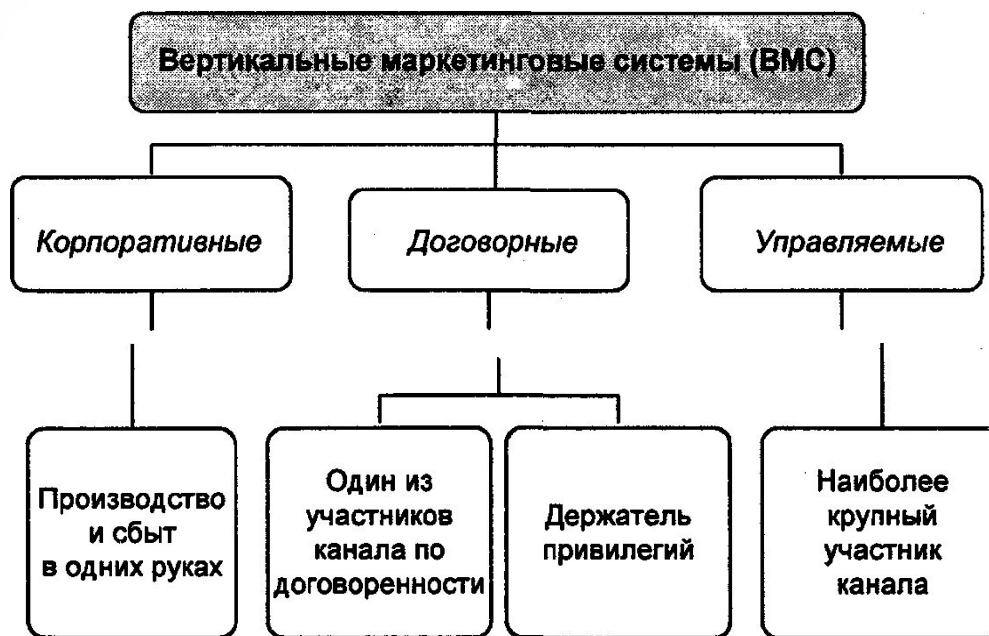 Вертикальные маркетинговые системы (ВМС)
Корпоративные
Договорные
Управляемые
Производство
и сбыт
в одних руках
Один из
участников
канала по
договоренности
Держатель
привилегий
Наиболее
крупный
участник
канала